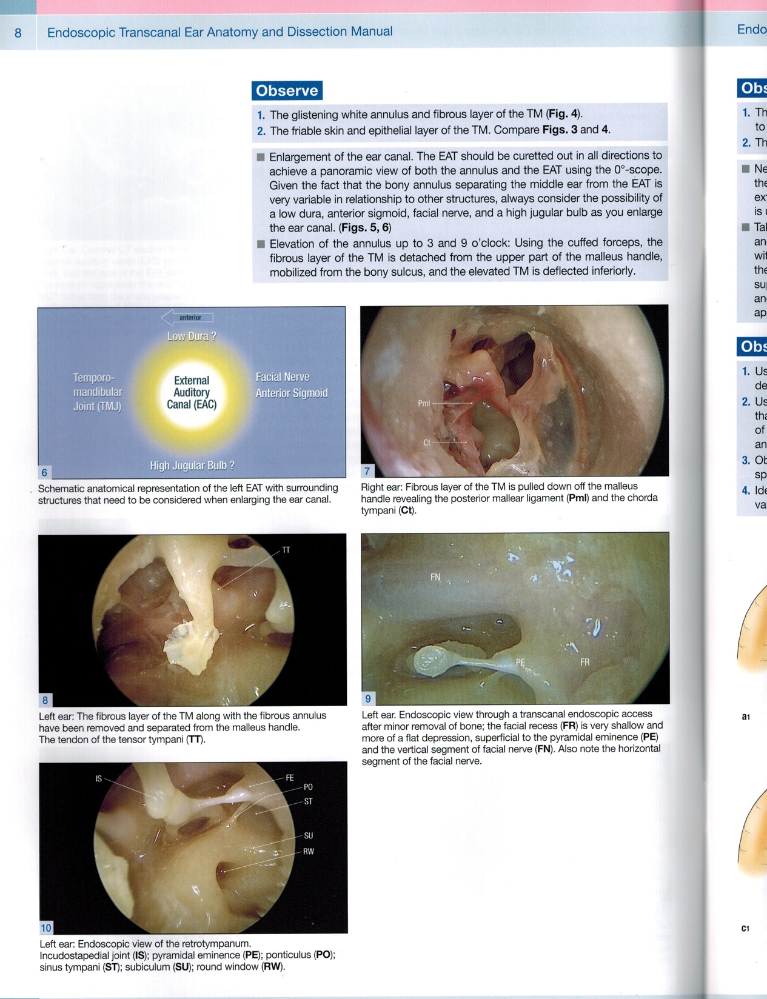 8 Endoscopic Transcanal Ear Anatomy and Dissection Manual
Observe
1. The glistening white annulus and fibrous layer of the TM (Fig. 4).
2. The friable skin and epithelial layer of the TM. Compare Figs. 3 and 4.
■ Enlargement of the ear canal. The EAT should be curetted out in all directions to
achieve a panoramic view of both the annulus and the EAT using the 0°-scope.
Given the fact that the bony annulus separating the middle ear from the EAT is
very variable in relationship to other structures, always consider the possibility of
a low dura, anterior sigmoid, facial nerve, and a high jugular bulb as you enlarge
the ear canal. (Figs. 5, 6)
■ Elevation of the annulus up to 3 and 9 o'clock: Using the cuffed forceps, the
fibrous layer of the TM is detached from the upper part of the malleus handle,
mobilized from the bony sulcus, and the elevated TM is deflected inferiorly.
anterior
Low Dura ?
Temporo-
mandibular
Joint (TMJ)
External
Auditory
Canal (EAC)
Facial Nerve
Anterior Sigmoid
High Jugular Bulb ?
6
Schematic anatomical representation of the left EAT with surrounding
structures that need to be considered when enlarging the ear canal.
Pml
Ct
7
Right ear: Fibrous layer of the TM is pulled down off the malleus
handle revealing the posterior mallear ligament (Pml) and the chorda
tympani (Ct).
TT
8
Left ear: The fibrous layer of the TM along with the fibrous annulus
have been removed and separated from the malleus handle.
The tendon of the tensor tympani (TT).
FN
PE
FR
9
Left ear. Endoscopic view through a transcanal endoscopic access
after minor removal of bone; the facial recess (FR) is very shallow and
more of a flat depression, superficial to the pyramidal eminence (PE)
and the vertical segment of facial nerve (FN). Also note the horizontal
segment of the facial nerve.
IS
FE
PO
ST
SU
RW
10
Left ear: Endoscopic view of the retrotympanum.
Incudostapedial joint (IS); pyramidal eminence (PE); ponticulus (PO);
sinus tympani (ST); subiculum (SU); round window (RW).
Endo
Obs
1. Th
to
2. Th
■ Ne
the
ext
is u
■ Tal
an
wit
the
sup
an
ap
Obs
1. Us
de
2. Us
tha
of
an
3. Ob
sp
4. Ide
va
a1
c1